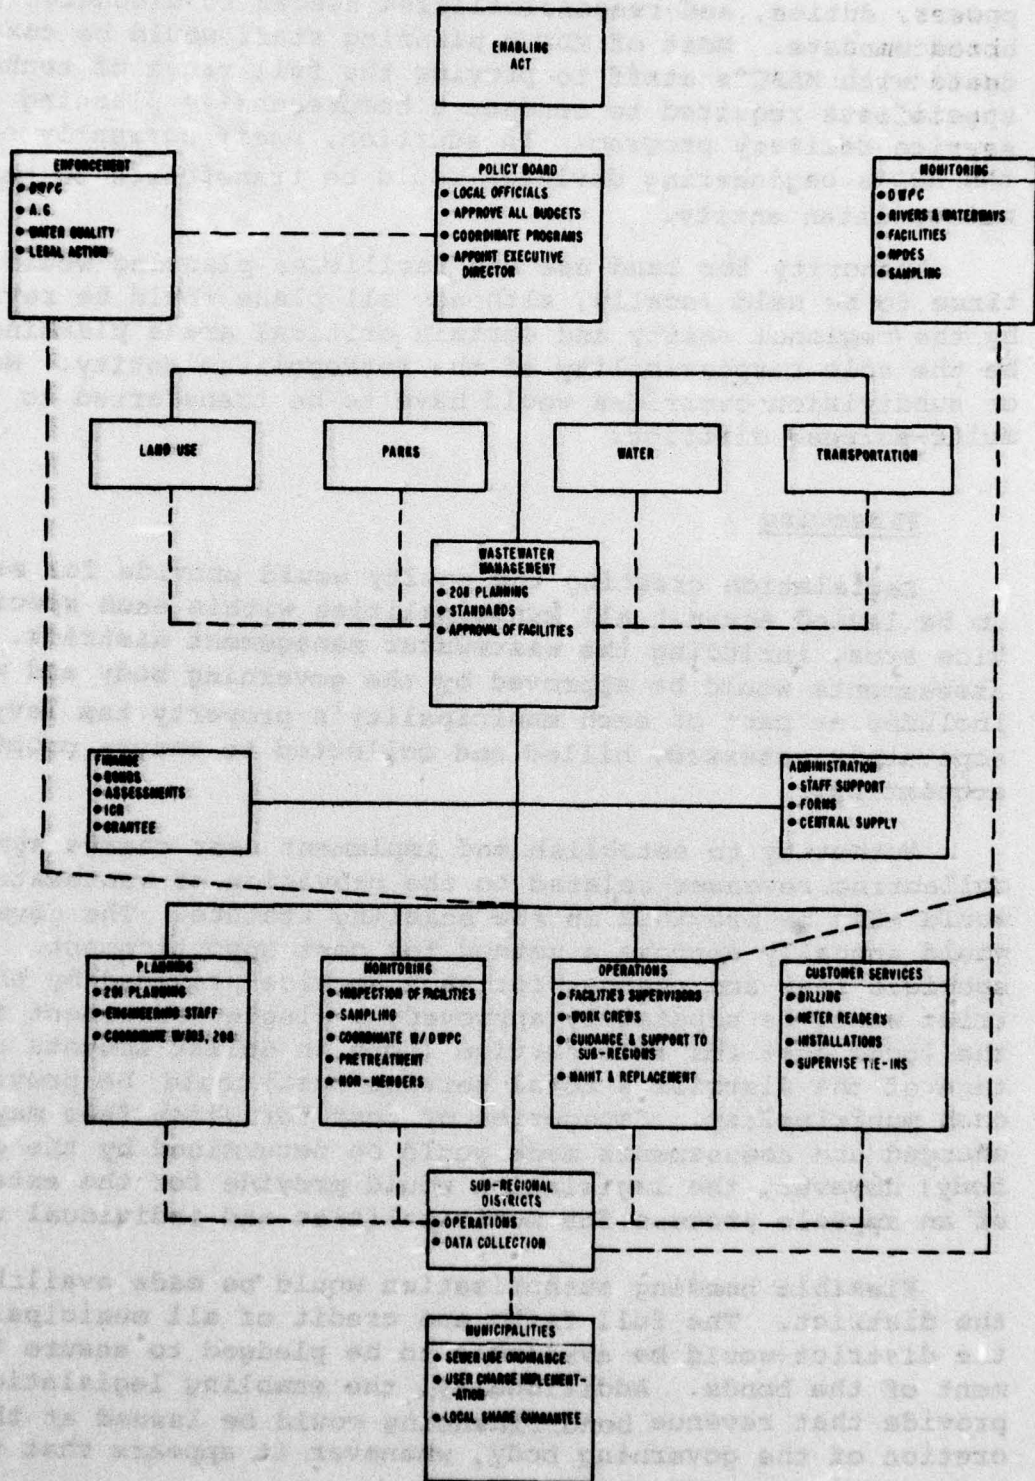 ENABLING
ACT
ENFORCEMENT
● DWPC
● A.G.
● WATER QUALITY
● LEGAL ACTION
POLICY BOARD
● LOCAL OFFICIALS
● APPROVE ALL BUDGETS
● COORDINATE PROGRAMS
● APPOINT EXECUTIVE
DIRECTOR
MONITORING
● DWPC
● RIVERS & WATERWAYS
● FACILITIES
● NPDES
● SAMPLING
LAND USE
PARKS
WATER
TRANSPORTATION
WASTEWATER
MANAGEMENT
● 208 PLANNING
● STANDARDS
● APPROVAL OF FACILITIES
FINANCE
● BONDS
● ASSESSMENTS
● ICR
● GRANTEE
ADMINISTRATION
● STAFF SUPPORT
● FORMS
● CENTRAL SUPPLY
PLANNING
● 201 PLANNING
● ENGINEERING STAFF
● COORDINATE W/
MONITORING
● INSPECTION OF FACILITIES
● SAMPLING
● COORDINATE W/ DWPC
● PRETREATMENT
● NON-MEMBERS
OPERATIONS
● FACILITIES SUPERVISORS
● WORK CREWS
● GUIDANCE & SUPPORT TO
SUB-REGIONS
● MAINT & REPLACEMENT
CUSTOMER SERVICES
● BILLING
● METER READERS
● INSTALLATIONS
● SUPERVISE TIE-INS
SUB-REGIONAL
DISTRICTS
● OPERATIONS
● DATA COLLECTION
MUNICIPALITIES
● SEWER USE ORDINANCE
● USER CHARGE IMPLEMENT-
ATION
● LOCAL SHARE GUARANTEE